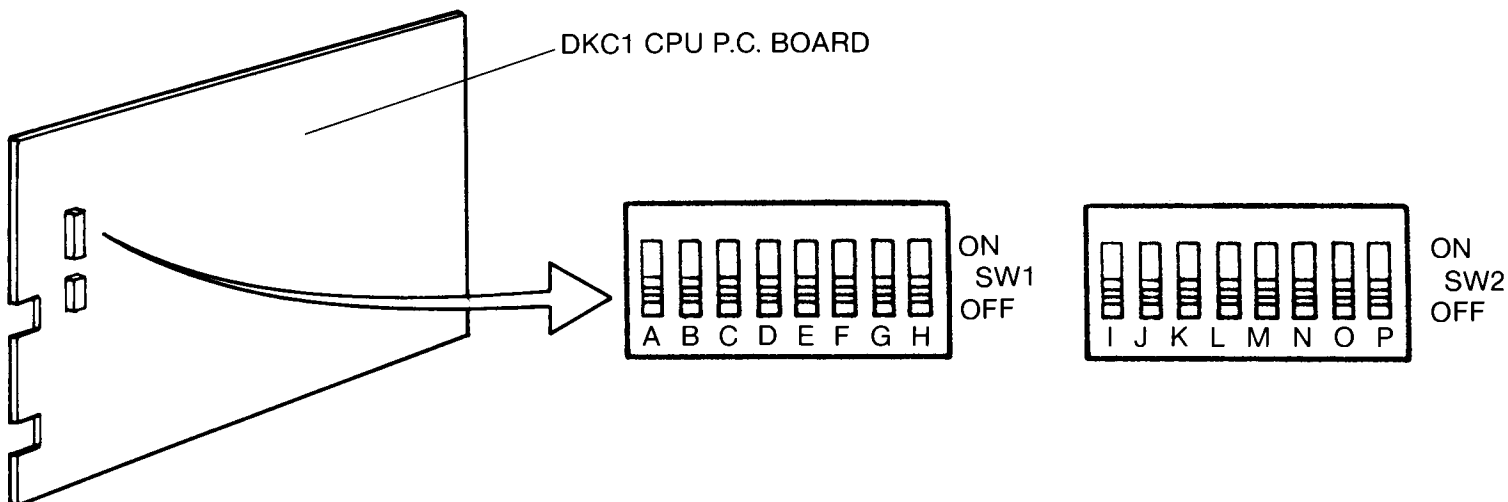 DKC1 CPU P.C. BOARD
ON
SW1
OFF
A B C D E F G H
ON
SW2
OFF
I J K L M N O P